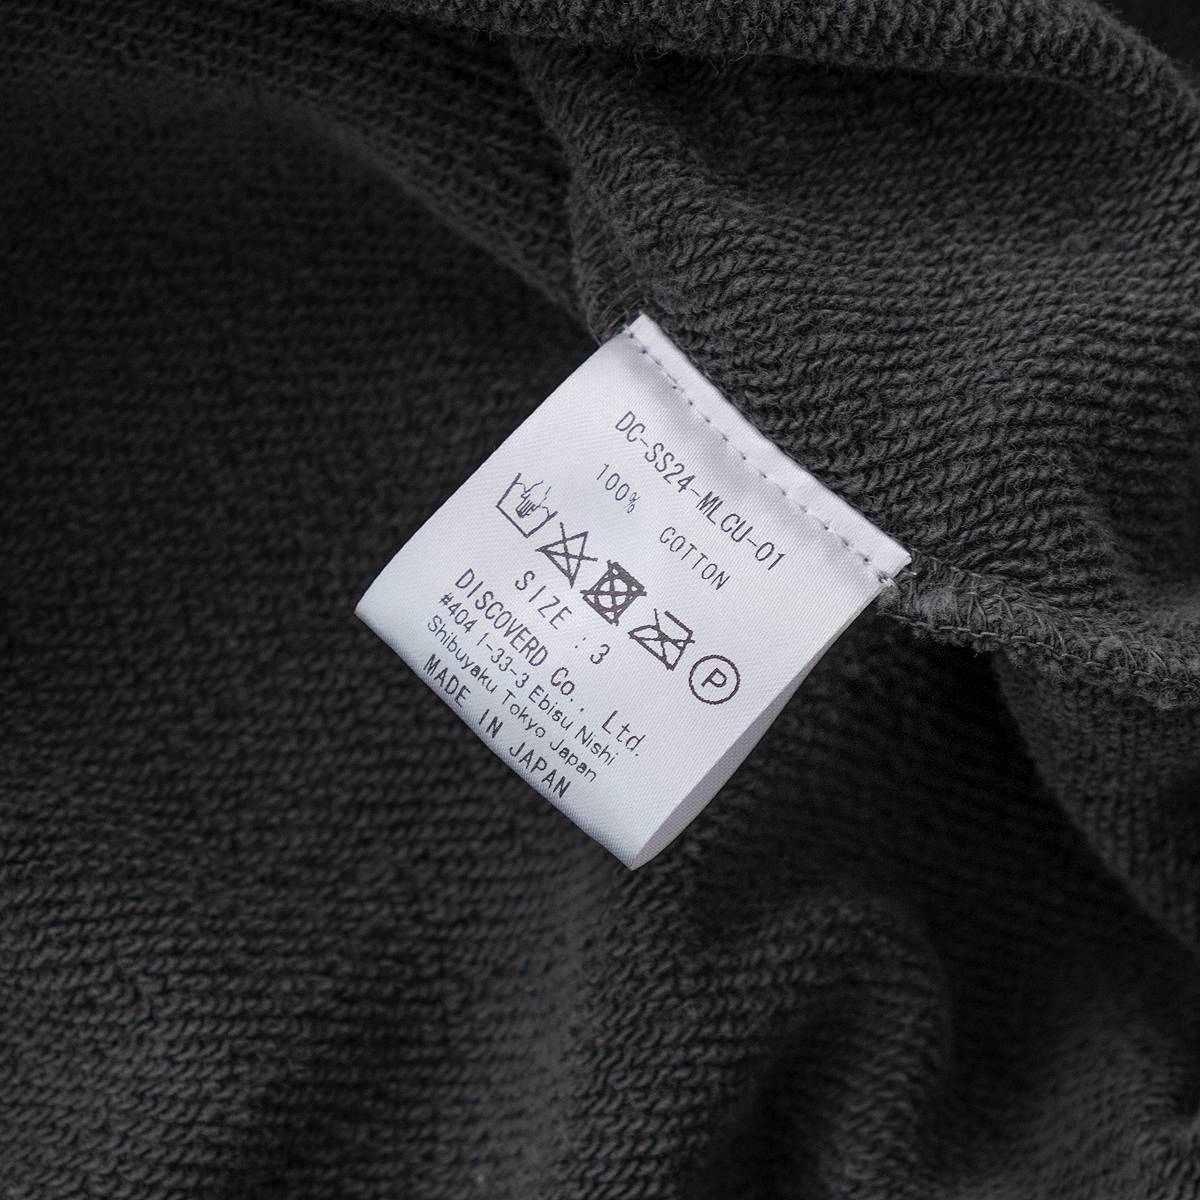 DC-SS24-MLCU-01
100% COTTON
P
SIZE : 3
DISCOVERD Co., Ltd.
#404 1-33-3 Ebisu Nishi
Shibuyaku Tokyo Japan
MADE IN JAPAN